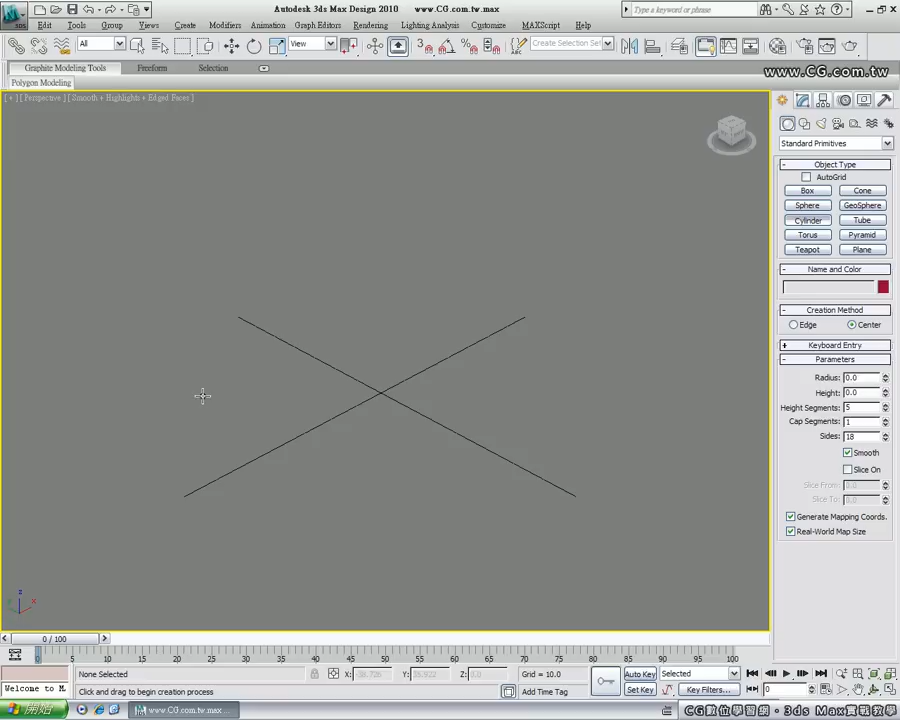 Autodesk 3ds Max Design 2010 www.CG.com.tw.max
Type a keyword or phrase
Edit Tools Group Views Create Modifiers Animation Graph Editors Rendering Lighting Analysis Customize MAXScript Help
All View Create Selection Set
Graphite Modeling Tools Freeform Selection
www.CG.com.tw
Polygon Modeling
[ + ] [ Perspective ] [ Smooth + Highlights + Edged Faces ]
Standard Primitives
- Object Type
AutoGrid
Box Cone
Sphere GeoSphere
Cylinder Tube
Torus Pyramid
Teapot Plane
- Name and Color
- Creation Method
Edge Center
+ Keyboard Entry
- Parameters
Radius: 0.0
Height: 0.0
Height Segments: 5
Cap Segments: 1
Sides: 18
Smooth
Slice On
Slice From: 0.0
Slice To: 0.0
Generate Mapping Coords.
Real-World Map Size
z
x
< 0 / 100 >
0 5 10 15 20 25 30 35 40 45 50 55 60 65 70 75 80 85 90 95 100
None Selected X: Y: Z: 0.0 Grid = 10.0 Auto Key Selected
Welcome to M Click and drag to begin creation process Add Time Tag Set Key Key Filters... 0
開始 www.CG.com.tw.max ... CG數位學習網·3ds Max實戰教學